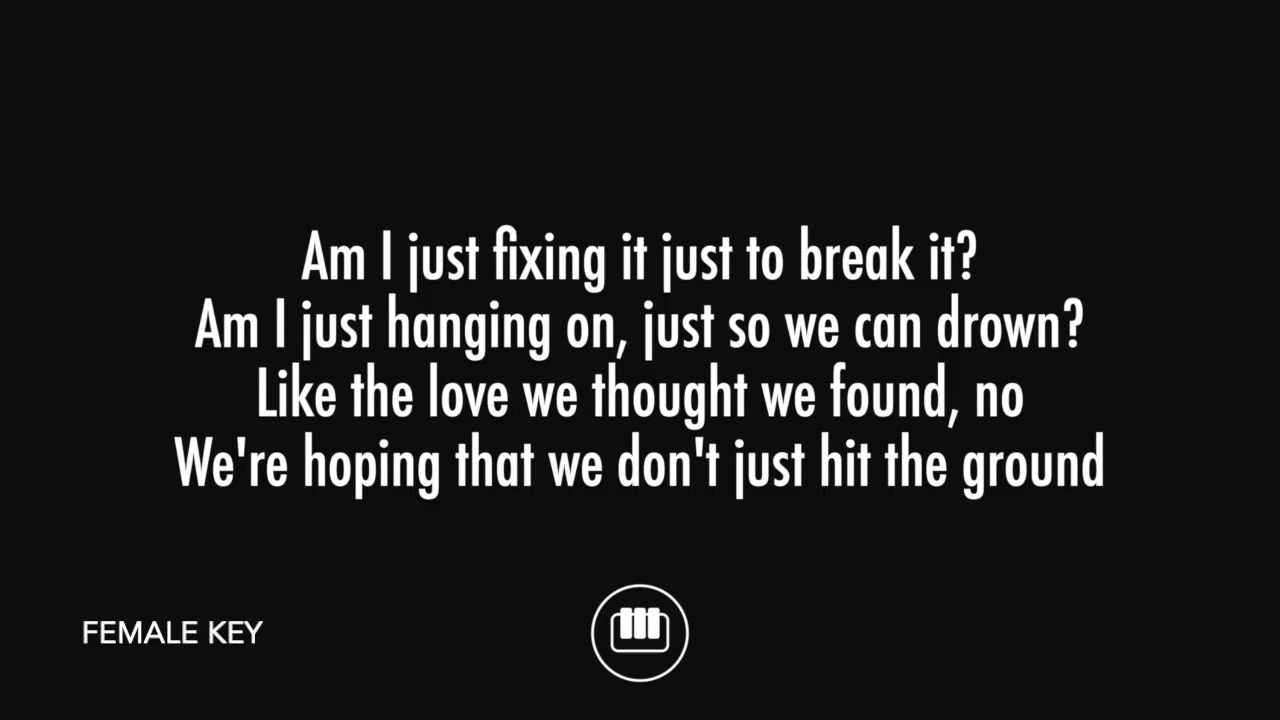 Am I just fixing it just to break it?
Am I just hanging on, just so we can drown?
Like the love we thought we found, no
We're hoping that we don't just hit the ground
FEMALE KEY